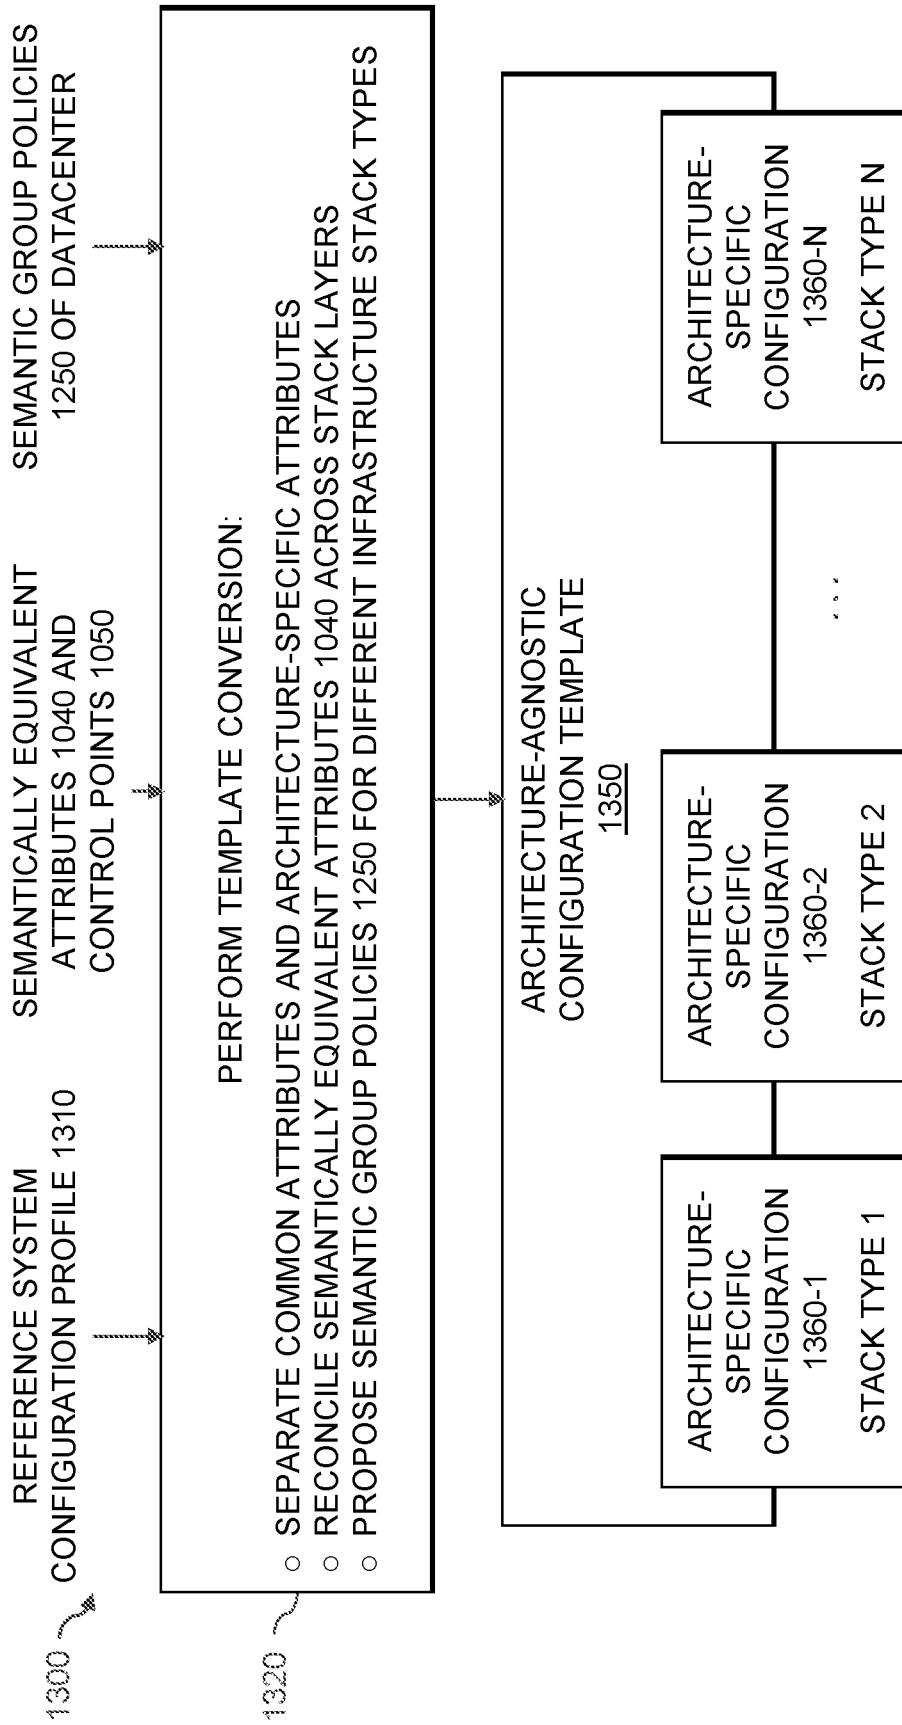 1300
REFERENCE SYSTEM
CONFIGURATION PROFILE 1310
SEMANTICALLY EQUIVALENT
ATTRIBUTES 1040 AND
CONTROL POINTS 1050
SEMANTIC GROUP POLICIES
1250 OF DATACENTER
1320
PERFORM TEMPLATE CONVERSION:
○ SEPARATE COMMON ATTRIBUTES AND ARCHITECTURE-SPECIFIC ATTRIBUTES
○ RECONCILE SEMANTICALLY EQUIVALENT ATTRIBUTES 1040 ACROSS STACK LAYERS
○ PROPOSE SEMANTIC GROUP POLICIES 1250 FOR DIFFERENT INFRASTRUCTURE STACK TYPES
ARCHITECTURE-AGNOSTIC
CONFIGURATION TEMPLATE
1350
ARCHITECTURE-
SPECIFIC
CONFIGURATION
1360-1
STACK TYPE 1
ARCHITECTURE-
SPECIFIC
CONFIGURATION
1360-2
STACK TYPE 2
. . .
ARCHITECTURE-
SPECIFIC
CONFIGURATION
1360-N
STACK TYPE N